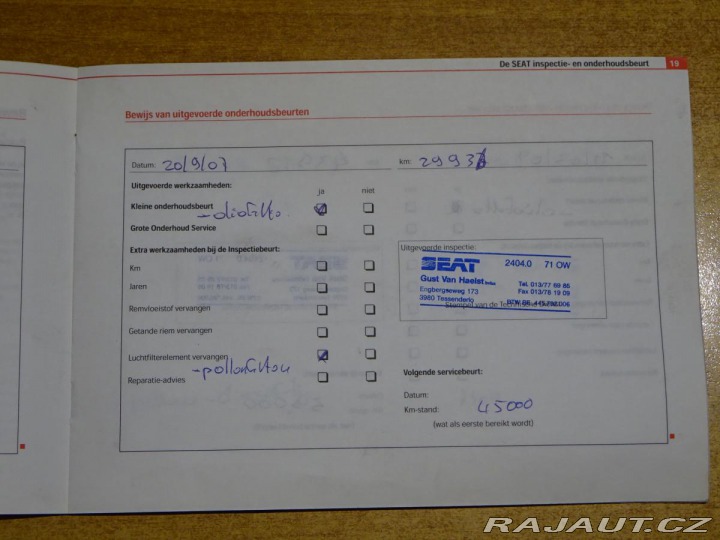 De SEAT inspectie- en onderhoudsbeurt 19
Bewijs van uitgevoerde onderhoudsbeurten
Datum: 20/9/07 km:
Uitgevoerde werkzaamheden:
ja niet
Kleine onderhoudsbeurt
Grote Onderhoud Service
Extra werkzaamheden bij de Inspectiebeurt:
Uitgevoerde inspectie:
SEAT 2404.0 71 OW
Gust Van Haelst
Engbergseweg 173
3980 Tessenderlo
Tel. 013/77
Fax 013/78 19 09
Stempel van de
Km
Jaren
Remvloeistof vervangen
Getande riem vervangen
Luchtfilterelement vervangen
Reparatie-advies
Volgende servicebeurt:
Datum:
Km-stand: 45000
(wat als eerste bereikt wordt)
RAJAUT.CZ